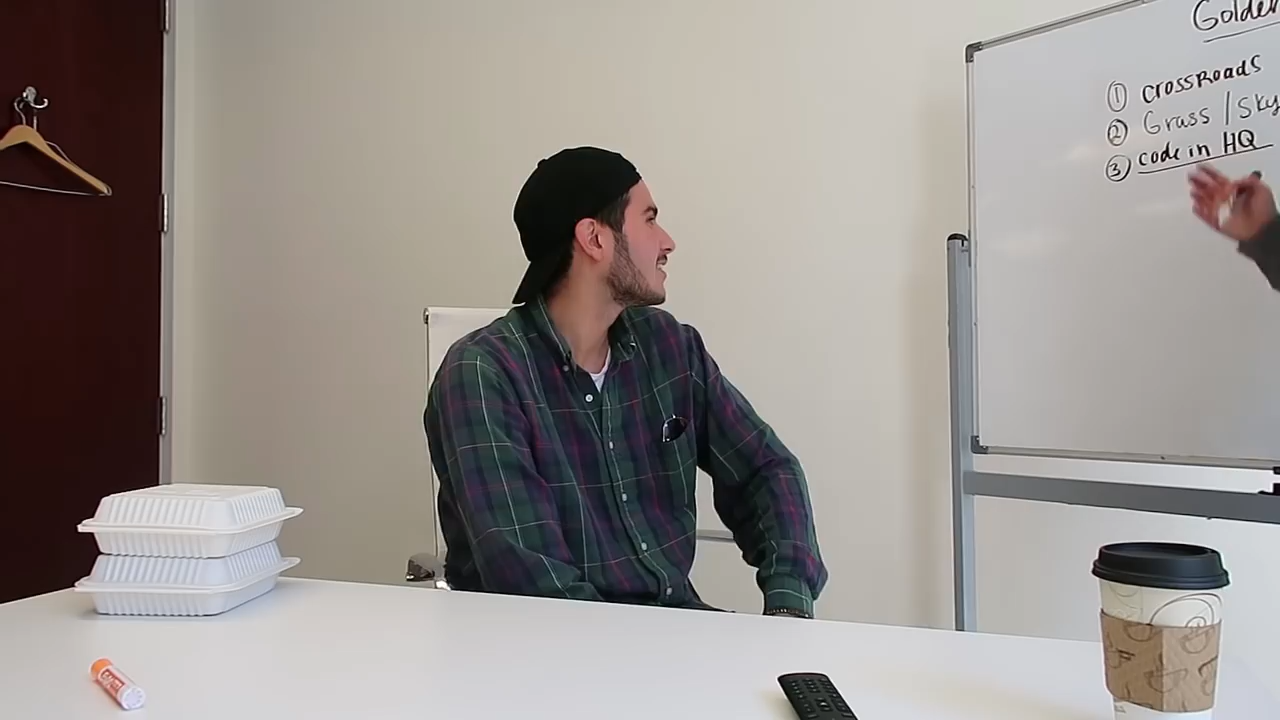 Golden
① CROSSROADS
② Grass / Sky
③ code in HQ